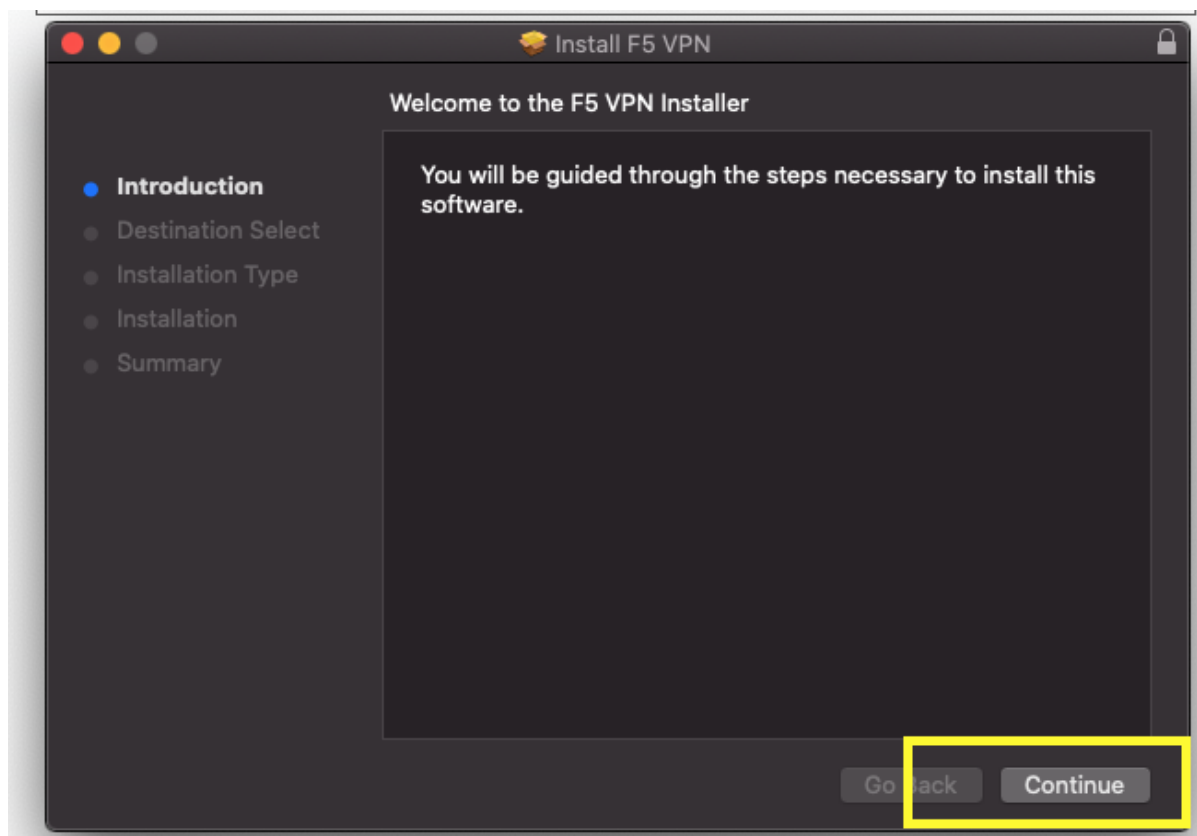 Install F5 VPN
Welcome to the F5 VPN Installer
Introduction
Destination Select
Installation Type
Installation
Summary
You will be guided through the steps necessary to install this
software.
Go Back
Continue